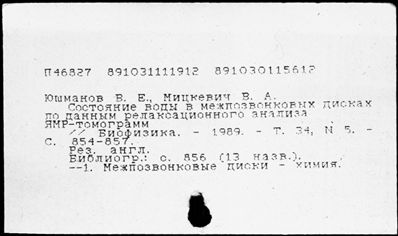 П46827 891031111912 891030115612
Юшманов В. Е., Мицкевич В. А.
Состояние воды в межпозвонковых дисках
по данным релаксационного анализа
ЯМР-томограмм
// Биофизика. - 1989. - Т. 34, N 5. -
С. 854-857.
Рез. англ.
Библиогр.: с. 856 (13 назв.).
--1. Межпозвонковые диски - химия.